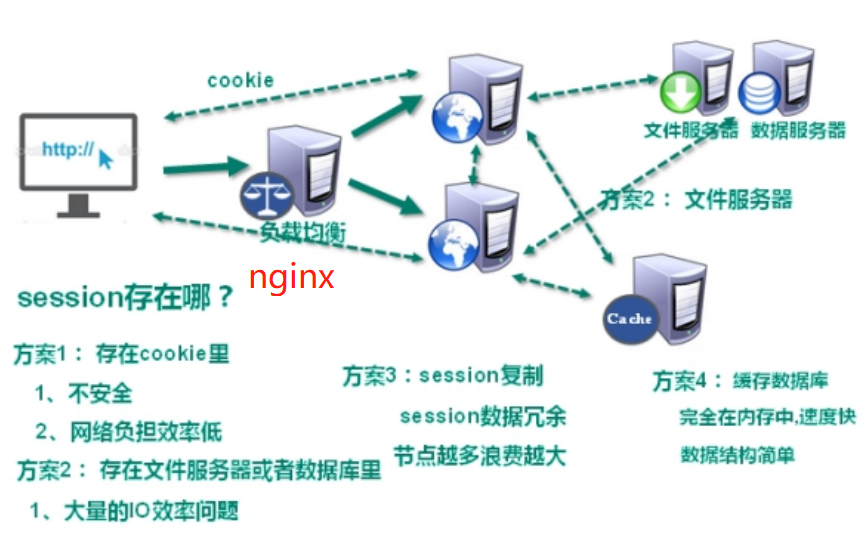 cookie
http://
负载均衡
nginx
文件服务器
数据服务器
方案2： 文件服务器
Cache
session存在哪？
方案1： 存在cookie里
1、不安全
2、网络负担效率低
方案2： 存在文件服务器或者数据库里
1、大量的IO效率问题
方案3：session复制
session数据冗余
节点越多浪费越大
方案4： 缓存数据库
完全在内存中,速度快
数据结构简单